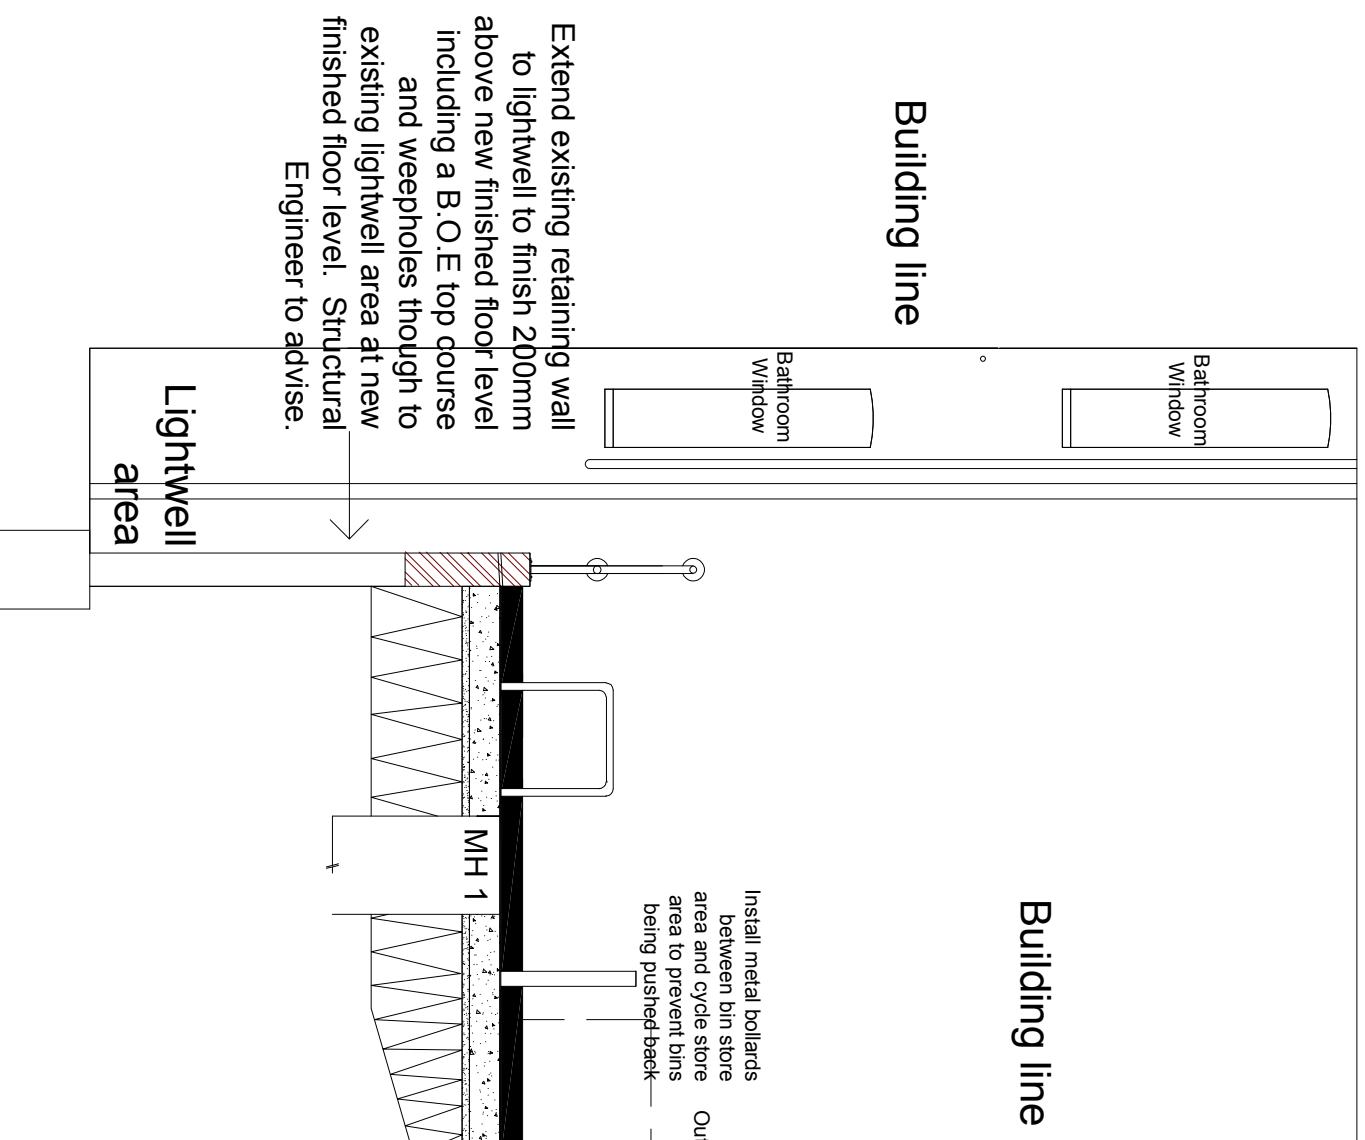 Extend existing retaining wall
to lightwell to finish 200mm
above new finished floor level
including a B.O.E top course
and weepholes though to
existing lightwell area at new
finished floor level. Structural
Engineer to advise.
Building line
Bathroom
Window
Bathroom
Window
Lightwell
area
MH 1
Install metal bollards
between bin store
area and cycle store
area to prevent bins
being pushed back
Building line